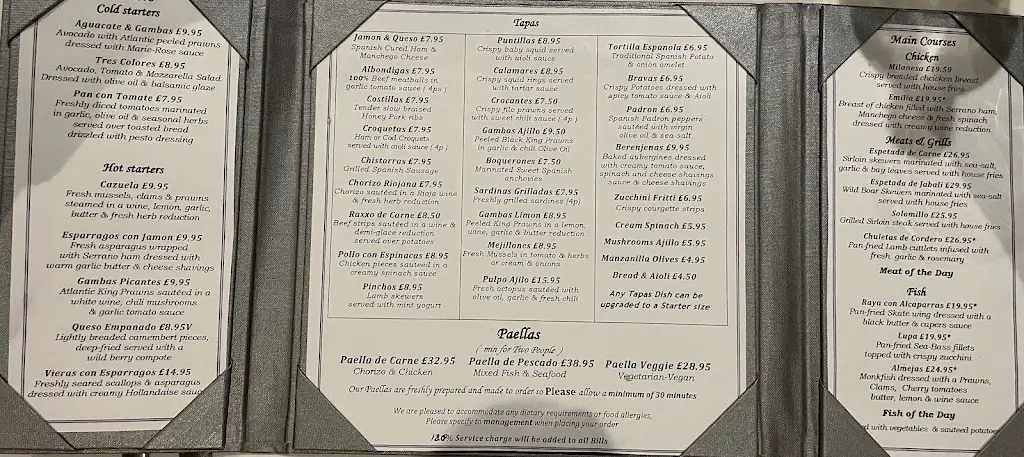 Cold starters
Aguacate & Gambas £9.95
Avocado with Atlantic peeled prawns
dressed with Marie-Rose sauce
Tres Colores £8.95
Avocado, Tomato & Mozzarella Salad
Dressed with olive oil & balsamic glaze
Pan con Tomate £7.95
Freshly diced tomatoes marinated
in garlic, olive oil & seasonal herbs
served over toasted bread
drizzled with pesto dressing
Hot starters
Cazuela £9.95
Fresh mussels, clams & prawns
steamed in a wine, lemon, garlic,
butter & fresh herb reduction
Esparragos con Jamon £9.95
Fresh asparagus wrapped
with Serrano ham dressed with
warm garlic butter & cheese shavings
Gambas Picantes £9.95
Atlantic King Prawns sautéed in a
white wine, chili mushrooms
& garlic tomato sauce
Queso Empanado £8.95V
Lightly breaded camembert pieces,
deep-fried served with a
wild berry compote
Vieras con Esparragos £14.95
Freshly seared scallops & asparagus
dressed with creamy Hollandaise
Tapas
Jamon & Queso £7.95
Spanish Cured Ham &
Manchego Cheese
Albondigas £7.95
100% Beef meatballs in
garlic tomato sauce ( 4ps )
Costillas £7.95
Tender slow braised
Honey Pork ribs
Croquetas £7.95
Ham or Cod Croquets
served with aioli sauce ( 4p )
Chistorras £7.95
Grilled Spanish Sausage
Chorizo Riojana £7.95
Chorizo sautéed in a Rioja wine
& fresh herb reduction
Raxxo de Carne £8.50
Beef strips sautéed in a wine &
demi-glace reduction
served over potatoes
Pollo con Espinacas £8.95
Chicken pieces sauteed in a
creamy spinach sauce
Pinchos £8.95
Lamb skewers
served with mint yogurt
Puntillas £8.95
Crispy baby squid served
with aioli sauce
Calamares £8.95
Crispy squid rings served
with tartar sauce
Crocantes £7.50
Crispy filo prawns served
with sweet chili sauce ( 4p )
Gambas Ajillo £9.50
Peeled Black King Prawns
in garlic & chili Olive Oil
Boquerones £7.50
Marinated Sweet Spanish
anchovies
Sardinas Grilladas £7.95
Freshly grilled sardines (4p)
Gambas Limon £8.95
Peeled King Prawns in a lemon,
wine, garlic & butter reduction
Mejillones £8.95
Fresh Mussels in tomato & herbs
or cream & onions
Pulpo Ajilo £15.95
Fresh octopus sautéed with
olive oil, garlic & fresh chili
Tortilla Espanola £6.95
Traditional Spanish Potato
& onion omelet
Bravas £6.95
Crispy Potatoes dressed with
spicy tomato sauce & Aioli
Padron £6.95
Spanish Padron peppers
sautéed with virgin
olive oil & sea-salt
Berenjenas £9.95
Baked aubergines dressed
with creamy tomato sauce,
spinach and cheese shavings
sauce & cheese shavings
Zucchini Fritti £6.95
Crispy courgette strips
Cream Spinach £5.95
Mushrooms Ajillo £5.95
Manzanilla Olives £4.95
Bread & Aioli £4.50
Any Tapas Dish can be
upgraded to a Starter size
Paellas
( min for Two People )
Paella de Carne £32.95
Chorizo & Chicken
Paella de Pescado £38.95
Mixed Fish & Seafood
Paella Veggie £28.95
Vegetarian-Vegan
Our Paellas are freshly prepared and made to order so Please allow a minimum of 30 minutes
We are pleased to accommodate any dietary requirements or food allergies,
Please specify to management when placing your order
Service charge will be added to all Bills
Main Courses
Chicken
Milanesa £19.50
Crispy breaded chicken breast
served with house fries
Emilia £19.95*
Breast of chicken filled with Serrano ham,
Manchego cheese & fresh spinach
dressed with creamy wine reduction
Meats & Grills
Espetada de Carne £26.95
Sirloin skewers marinated with sea-salt,
garlic & bay leaves served with house fries
Espetada de Jabali £29.95
Wild Boar Skewers marinated with sea-salt
served with house fries
Solomillo £25.95
Grilled Sirloin steak served with house fries
Chuletas de Cordero £26.95*
Pan-fried Lamb cutlets infused with
fresh garlic & rosemary
Meat of the Day
Fish
Raya con Alcaparras £19.95*
Pan-fried Skate wing dressed with a
black butter & capers sauce
Lupa £19.95*
Pan-fried Sea-Bass fillets
topped with crispy zucchini
Almejas £24.95*
Monkfish dressed with a Prawns,
Clams, Cherry tomatoes
butter, lemon & wine sauce
Fish of the Day
with vegetables & sauteed